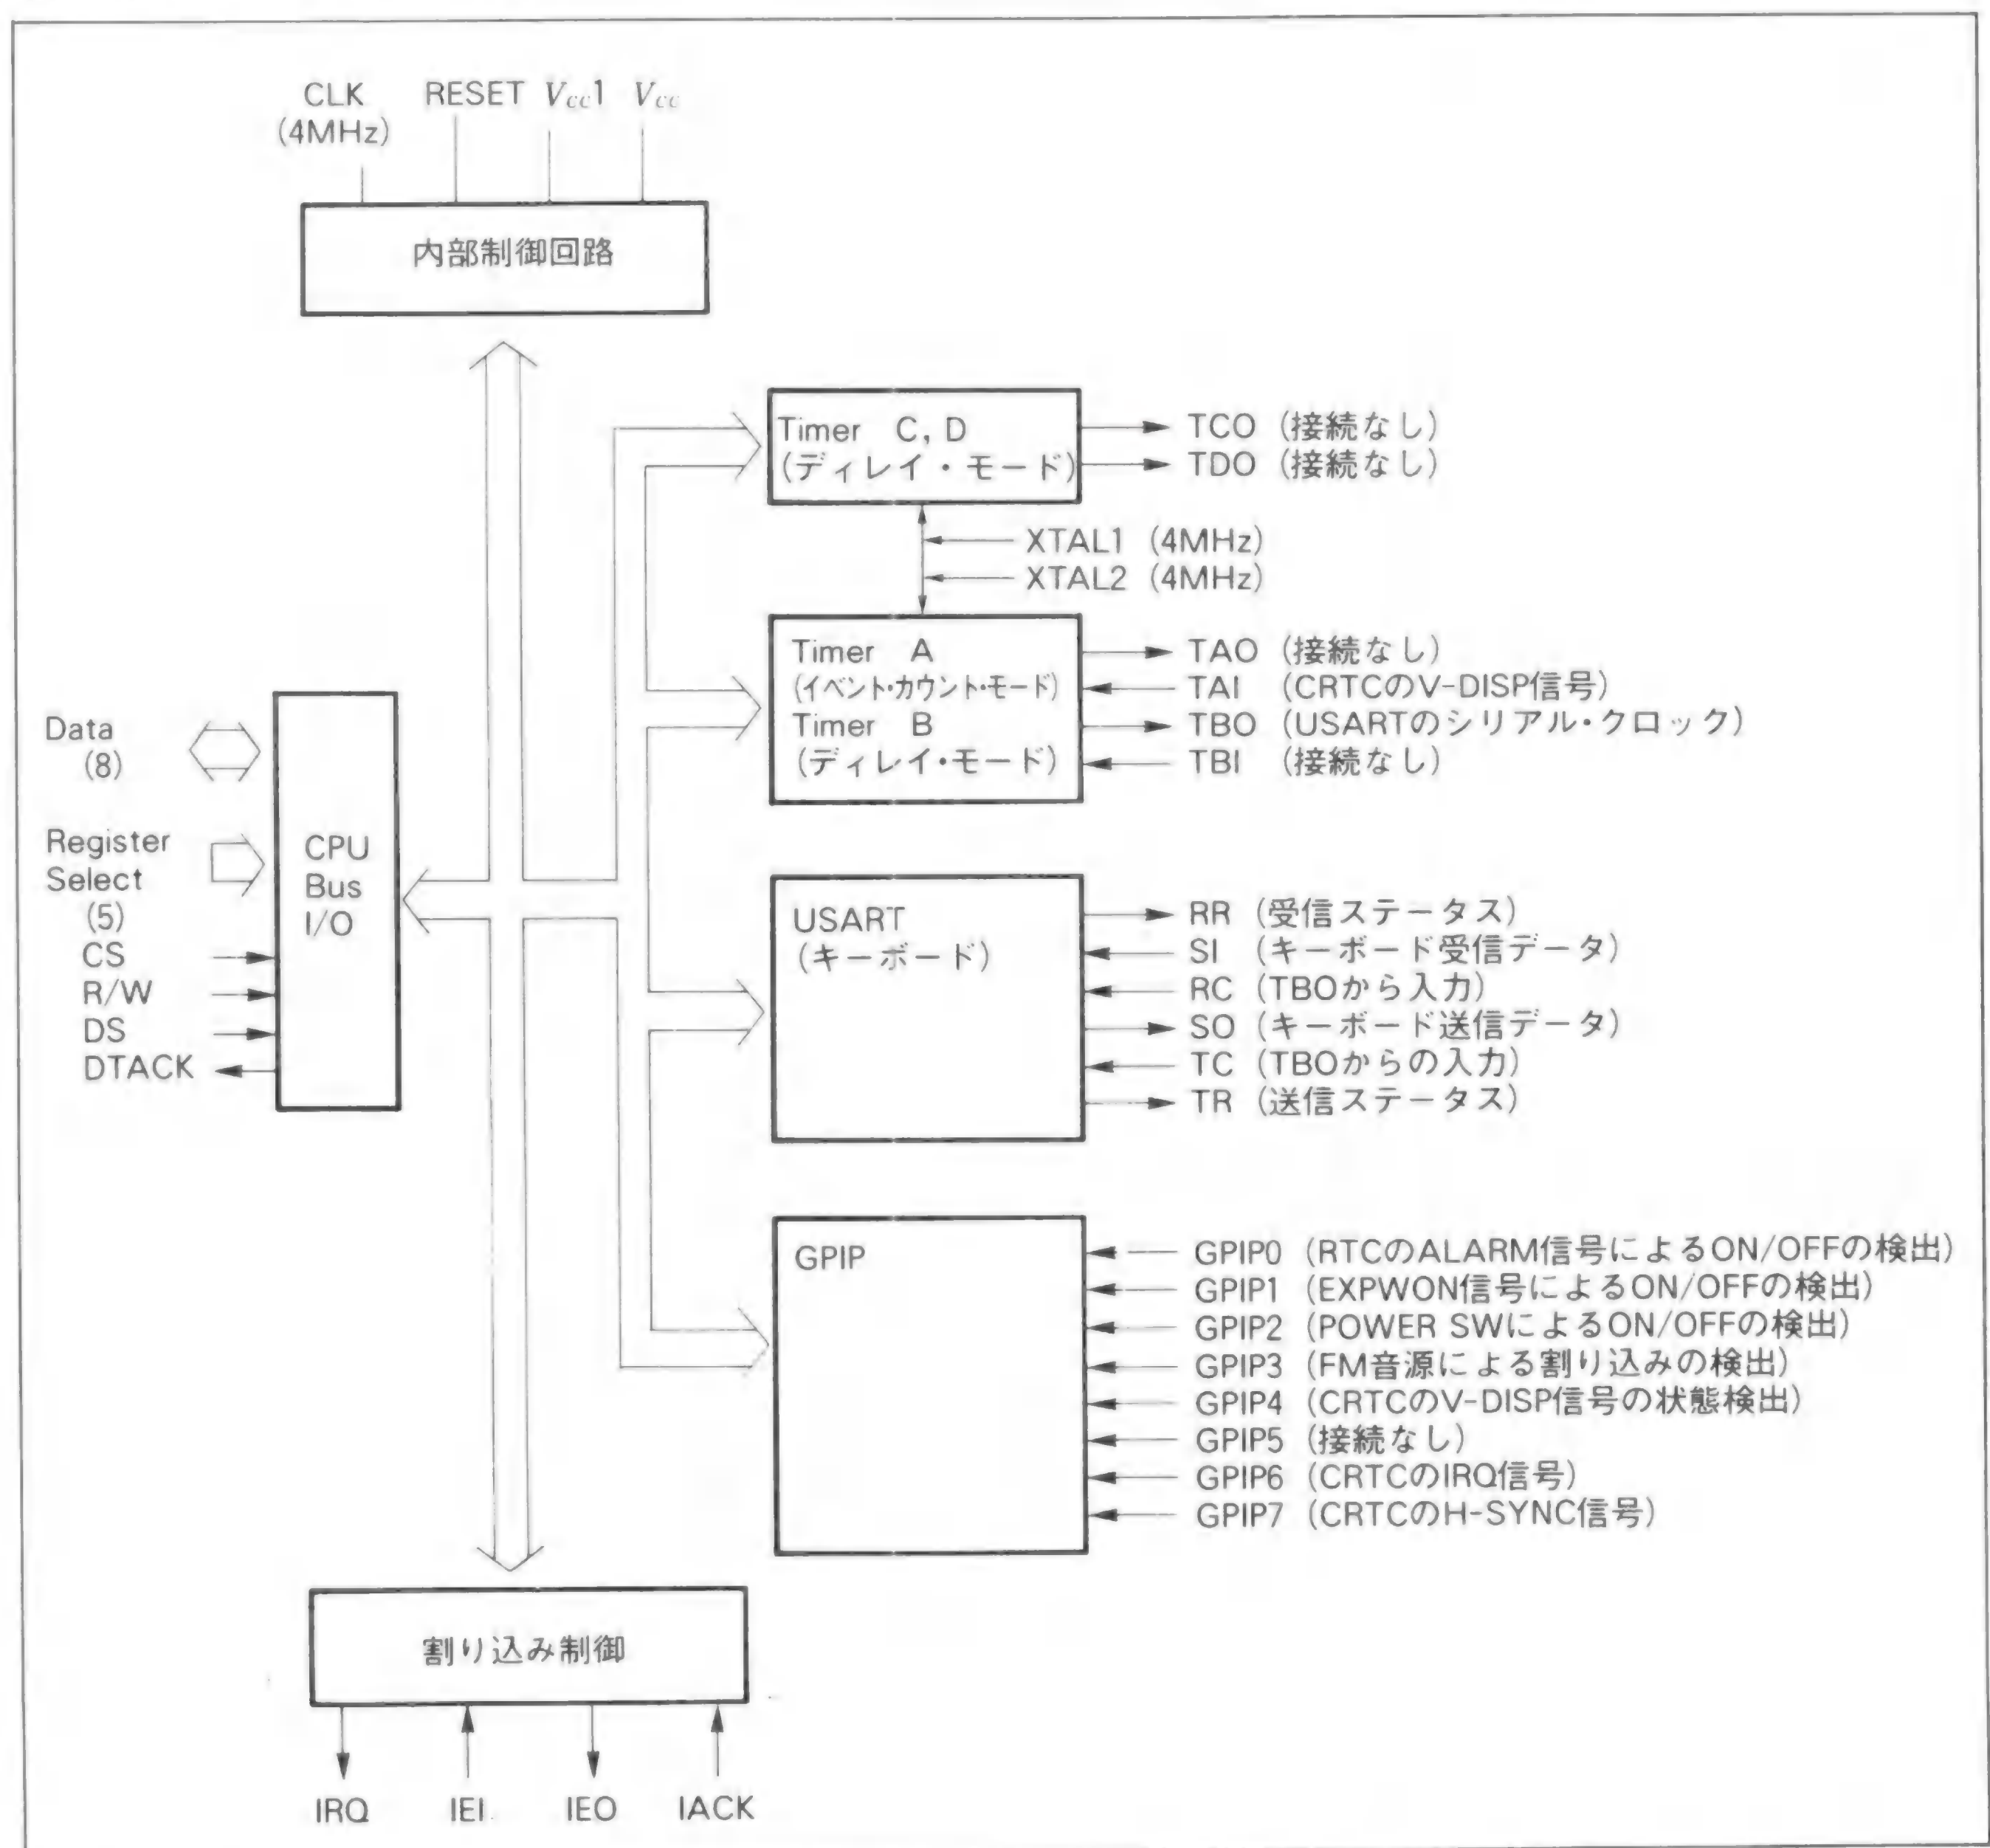 CLK RESET Vcc1 Vcc
(4MHz)
内部制御回路
Timer C, D
(ディレイ・モード)
TCO (接続なし)
TDO (接続なし)
XTAL1 (4MHz)
XTAL2 (4MHz)
Timer A
(イベント・カウント・モード)
Timer B
(ディレイ・モード)
TAO (接続なし)
TAI (CRTCのV-DISP信号)
TBO (USARTのシリアル・クロック)
TBI (接続なし)
Data
(8)
Register
Select
(5)
CS
R/W
DS
DTACK
CPU
Bus
I/O
USART
(キーボード)
RR (受信ステータス)
SI (キーボード受信データ)
RC (TBOから入力)
SO (キーボード送信データ)
TC (TBOからの入力)
TR (送信ステータス)
GPIP
GPIP0 (RTCのALARM信号によるON/OFFの検出)
GPIP1 (EXPWON信号によるON/OFFの検出)
GPIP2 (POWER SWによるON/OFFの検出)
GPIP3 (FM音源による割り込みの検出)
GPIP4 (CRTCのV-DISP信号の状態検出)
GPIP5 (接続なし)
GPIP6 (CRTCのIRQ信号)
GPIP7 (CRTCのH-SYNC信号)
割り込み制御
IRQ IEI IEO IACK